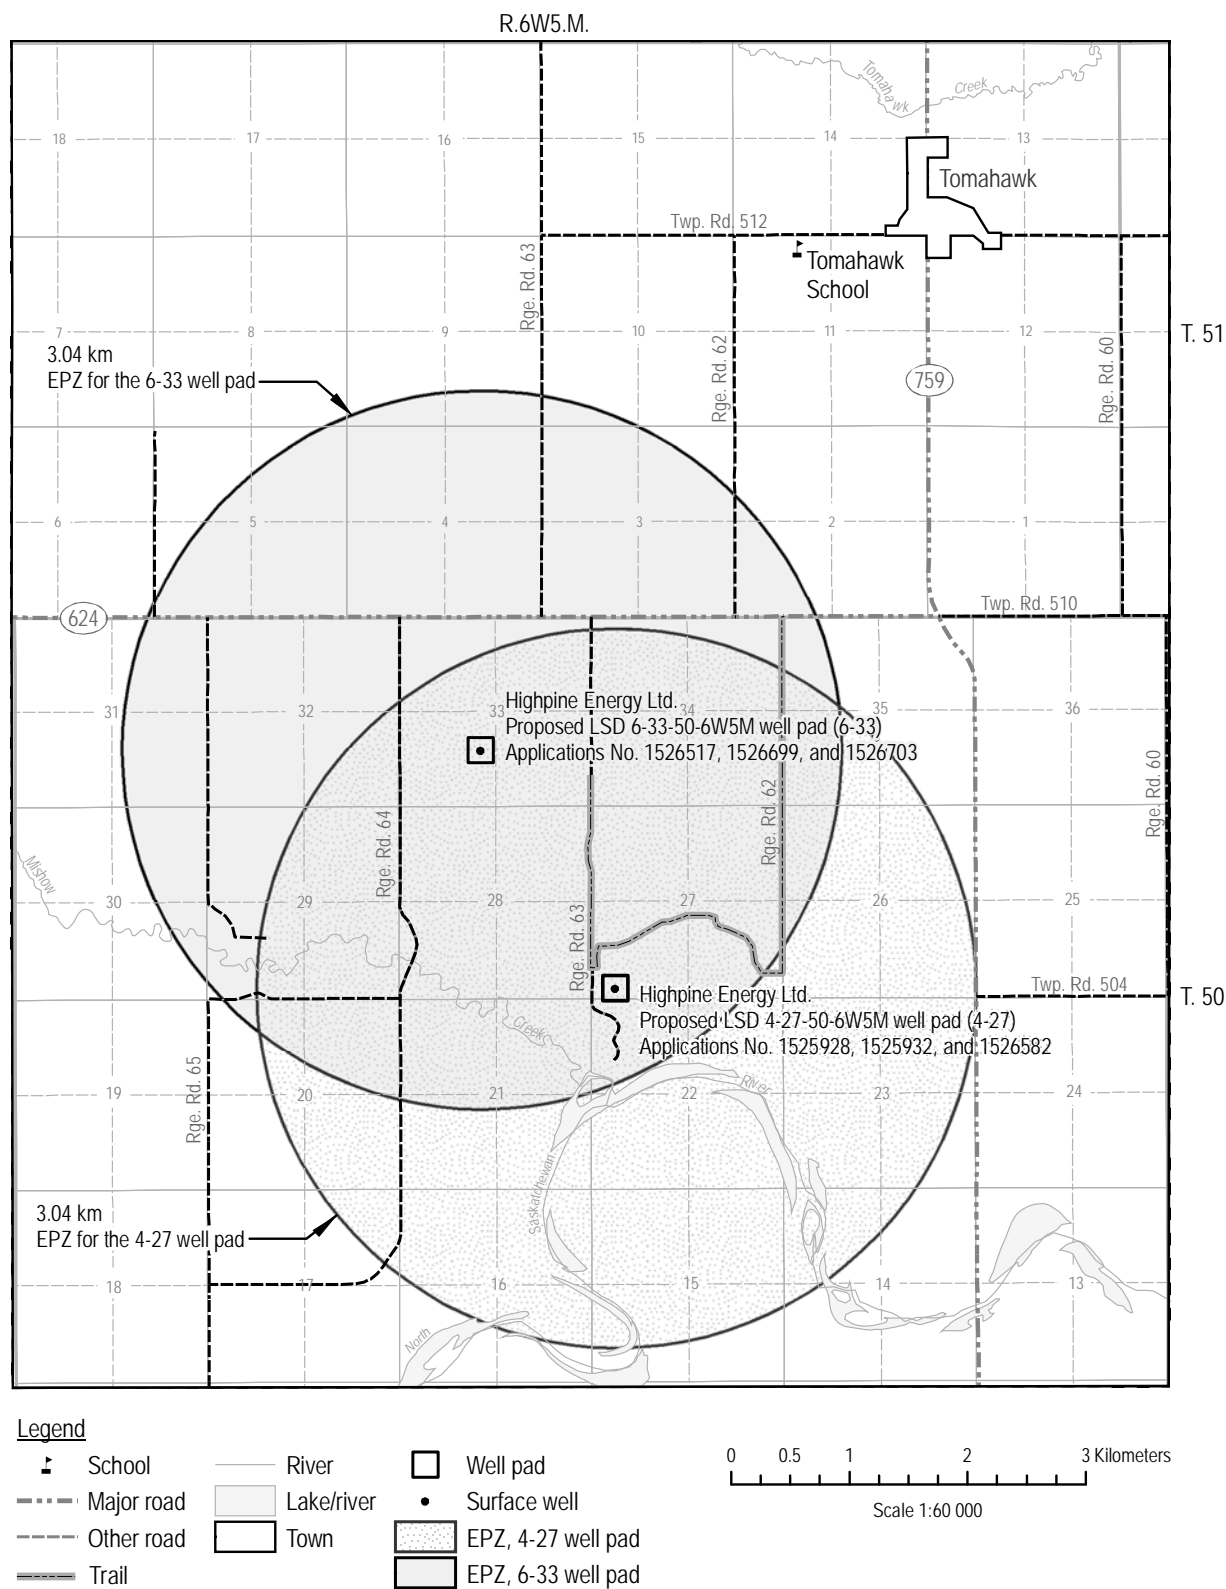 R.6W5.M.
Tomahawk
Creek
18
17
16
15
14
13
Tomahawk
Twp. Rd. 512
Tomahawk
School
Rge. Rd. 63
7
8
9
10
11
12
T. 51
3.04 km
EPZ for the 6-33 well pad
Rge. Rd. 62
759
Rge. Rd. 60
6
5
4
3
2
1
624
Twp. Rd. 510
31
32
33
34
35
36
Highpine Energy Ltd.
Proposed LSD 6-33-50-6W5M well pad (6-33)
Applications No. 1526517, 1526699, and 1526703
Rge. Rd. 64
Rge. Rd. 62
Rge. Rd. 60
Mishow
30
29
28
27
26
25
Rge. Rd. 63
Twp. Rd. 504
T. 50
Highpine Energy Ltd.
Proposed LSD 4-27-50-6W5M well pad (4-27)
Applications No. 1525928, 1525932, and 1526582
Creek
Rge. Rd. 65
River
19
20
21
22
23
24
Saskatchewan
3.04 km
EPZ for the 4-27 well pad
18
17
16
15
14
13
North
Legend
School
River
Well pad
Major road
Lake/river
Surface well
Other road
Town
EPZ, 4-27 well pad
Trail
EPZ, 6-33 well pad
0 0.5 1 2 3 Kilometers
Scale 1:60 000